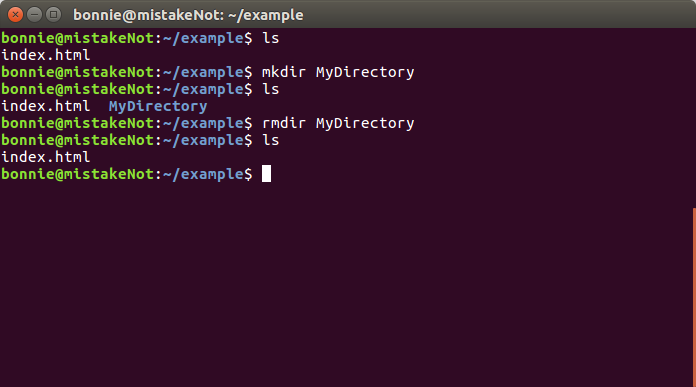 bonnie@mistakeNot: ~/example
bonnie@mistakeNot:~/example$ ls
index.html
bonnie@mistakeNot:~/example$ mkdir MyDirectory
bonnie@mistakeNot:~/example$ ls
index.html  MyDirectory
bonnie@mistakeNot:~/example$ rmdir MyDirectory
bonnie@mistakeNot:~/example$ ls
index.html
bonnie@mistakeNot:~/example$